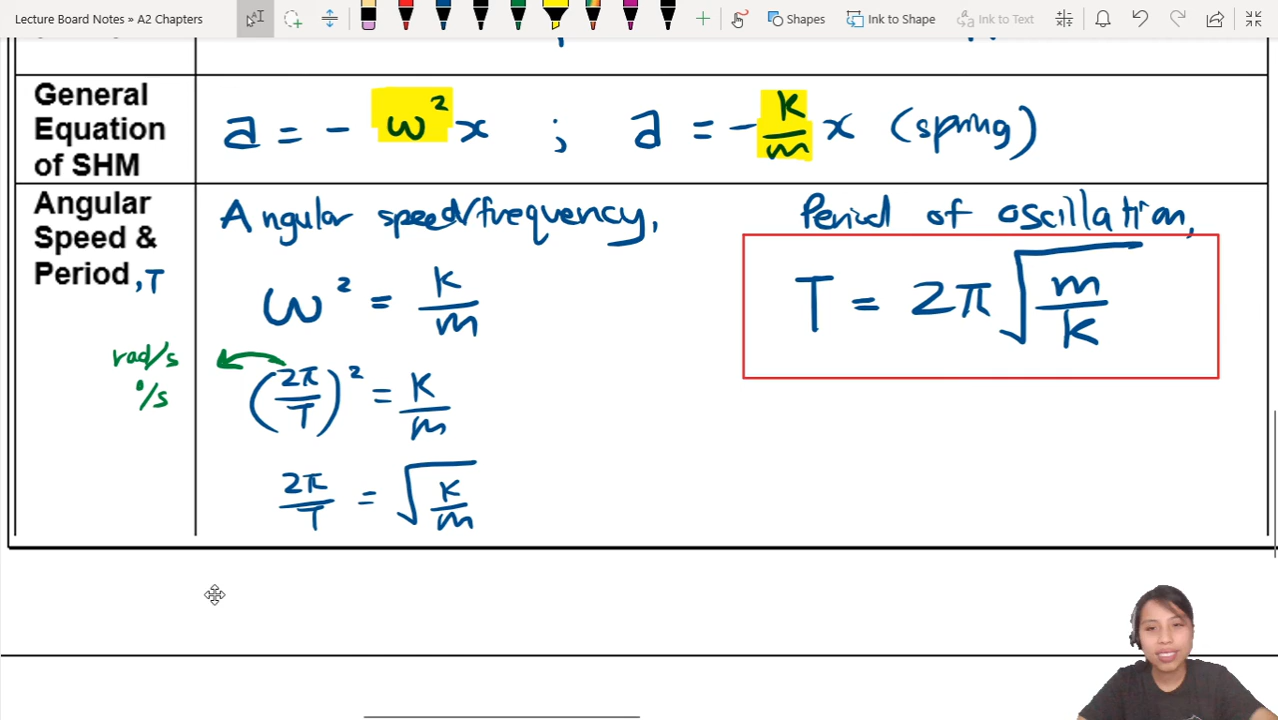 Lecture Board Notes » A2 Chapters
Shapes
Ink to Shape
Ink to Text
General Equation of SHM
a = - ω² x ; a = - k/m x (spring)
Angular Speed & Period, T
Angular speed/frequency,
ω² = k/m
rad/s
°/s
(2π/T)² = k/m
2π/T = √(k/m)
Period of oscillation,
T = 2π √(m/k)